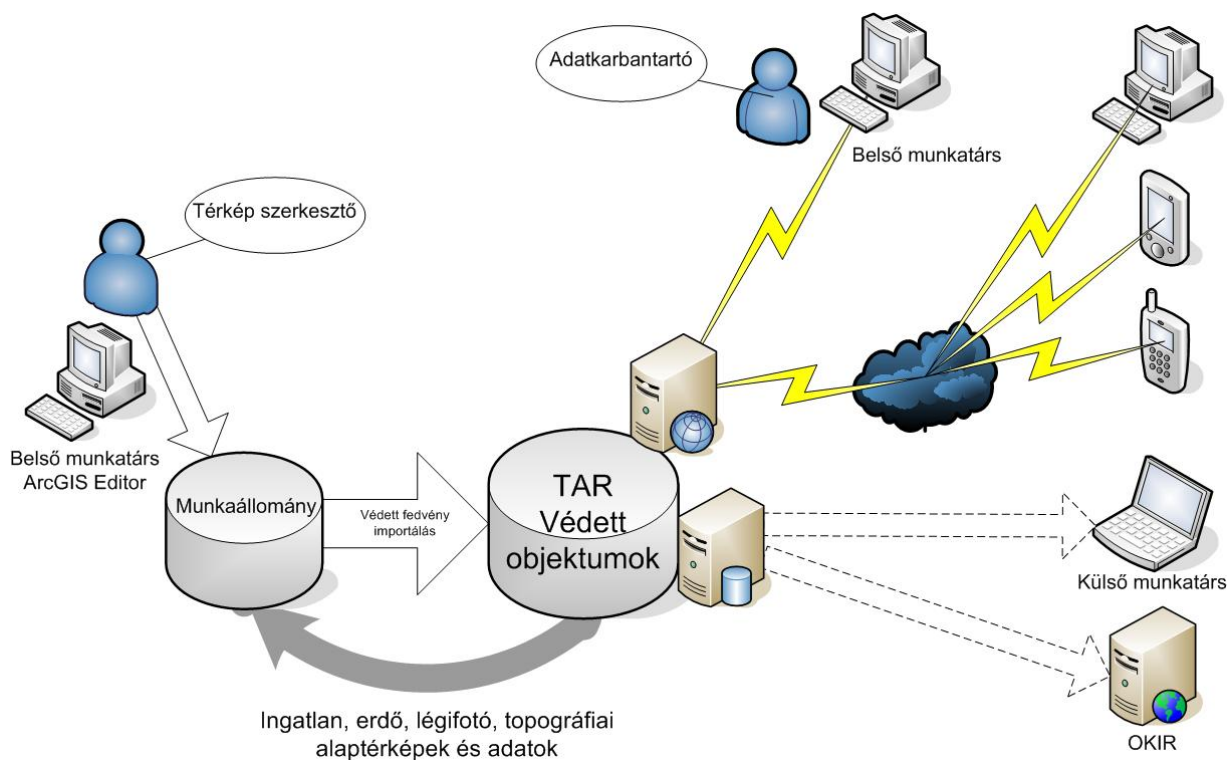 Adatkarbantartó
Belső munkatárs
Térkép szerkesztő
Belső munkatárs
ArcGIS Editor
Munkaállomány
Védett fedvény
importálás
TAR
Védett
objektumok
Külső munkatárs
OKIR
Ingatlan, erdő, légifotó, topográfiai
alaptérképek és adatok